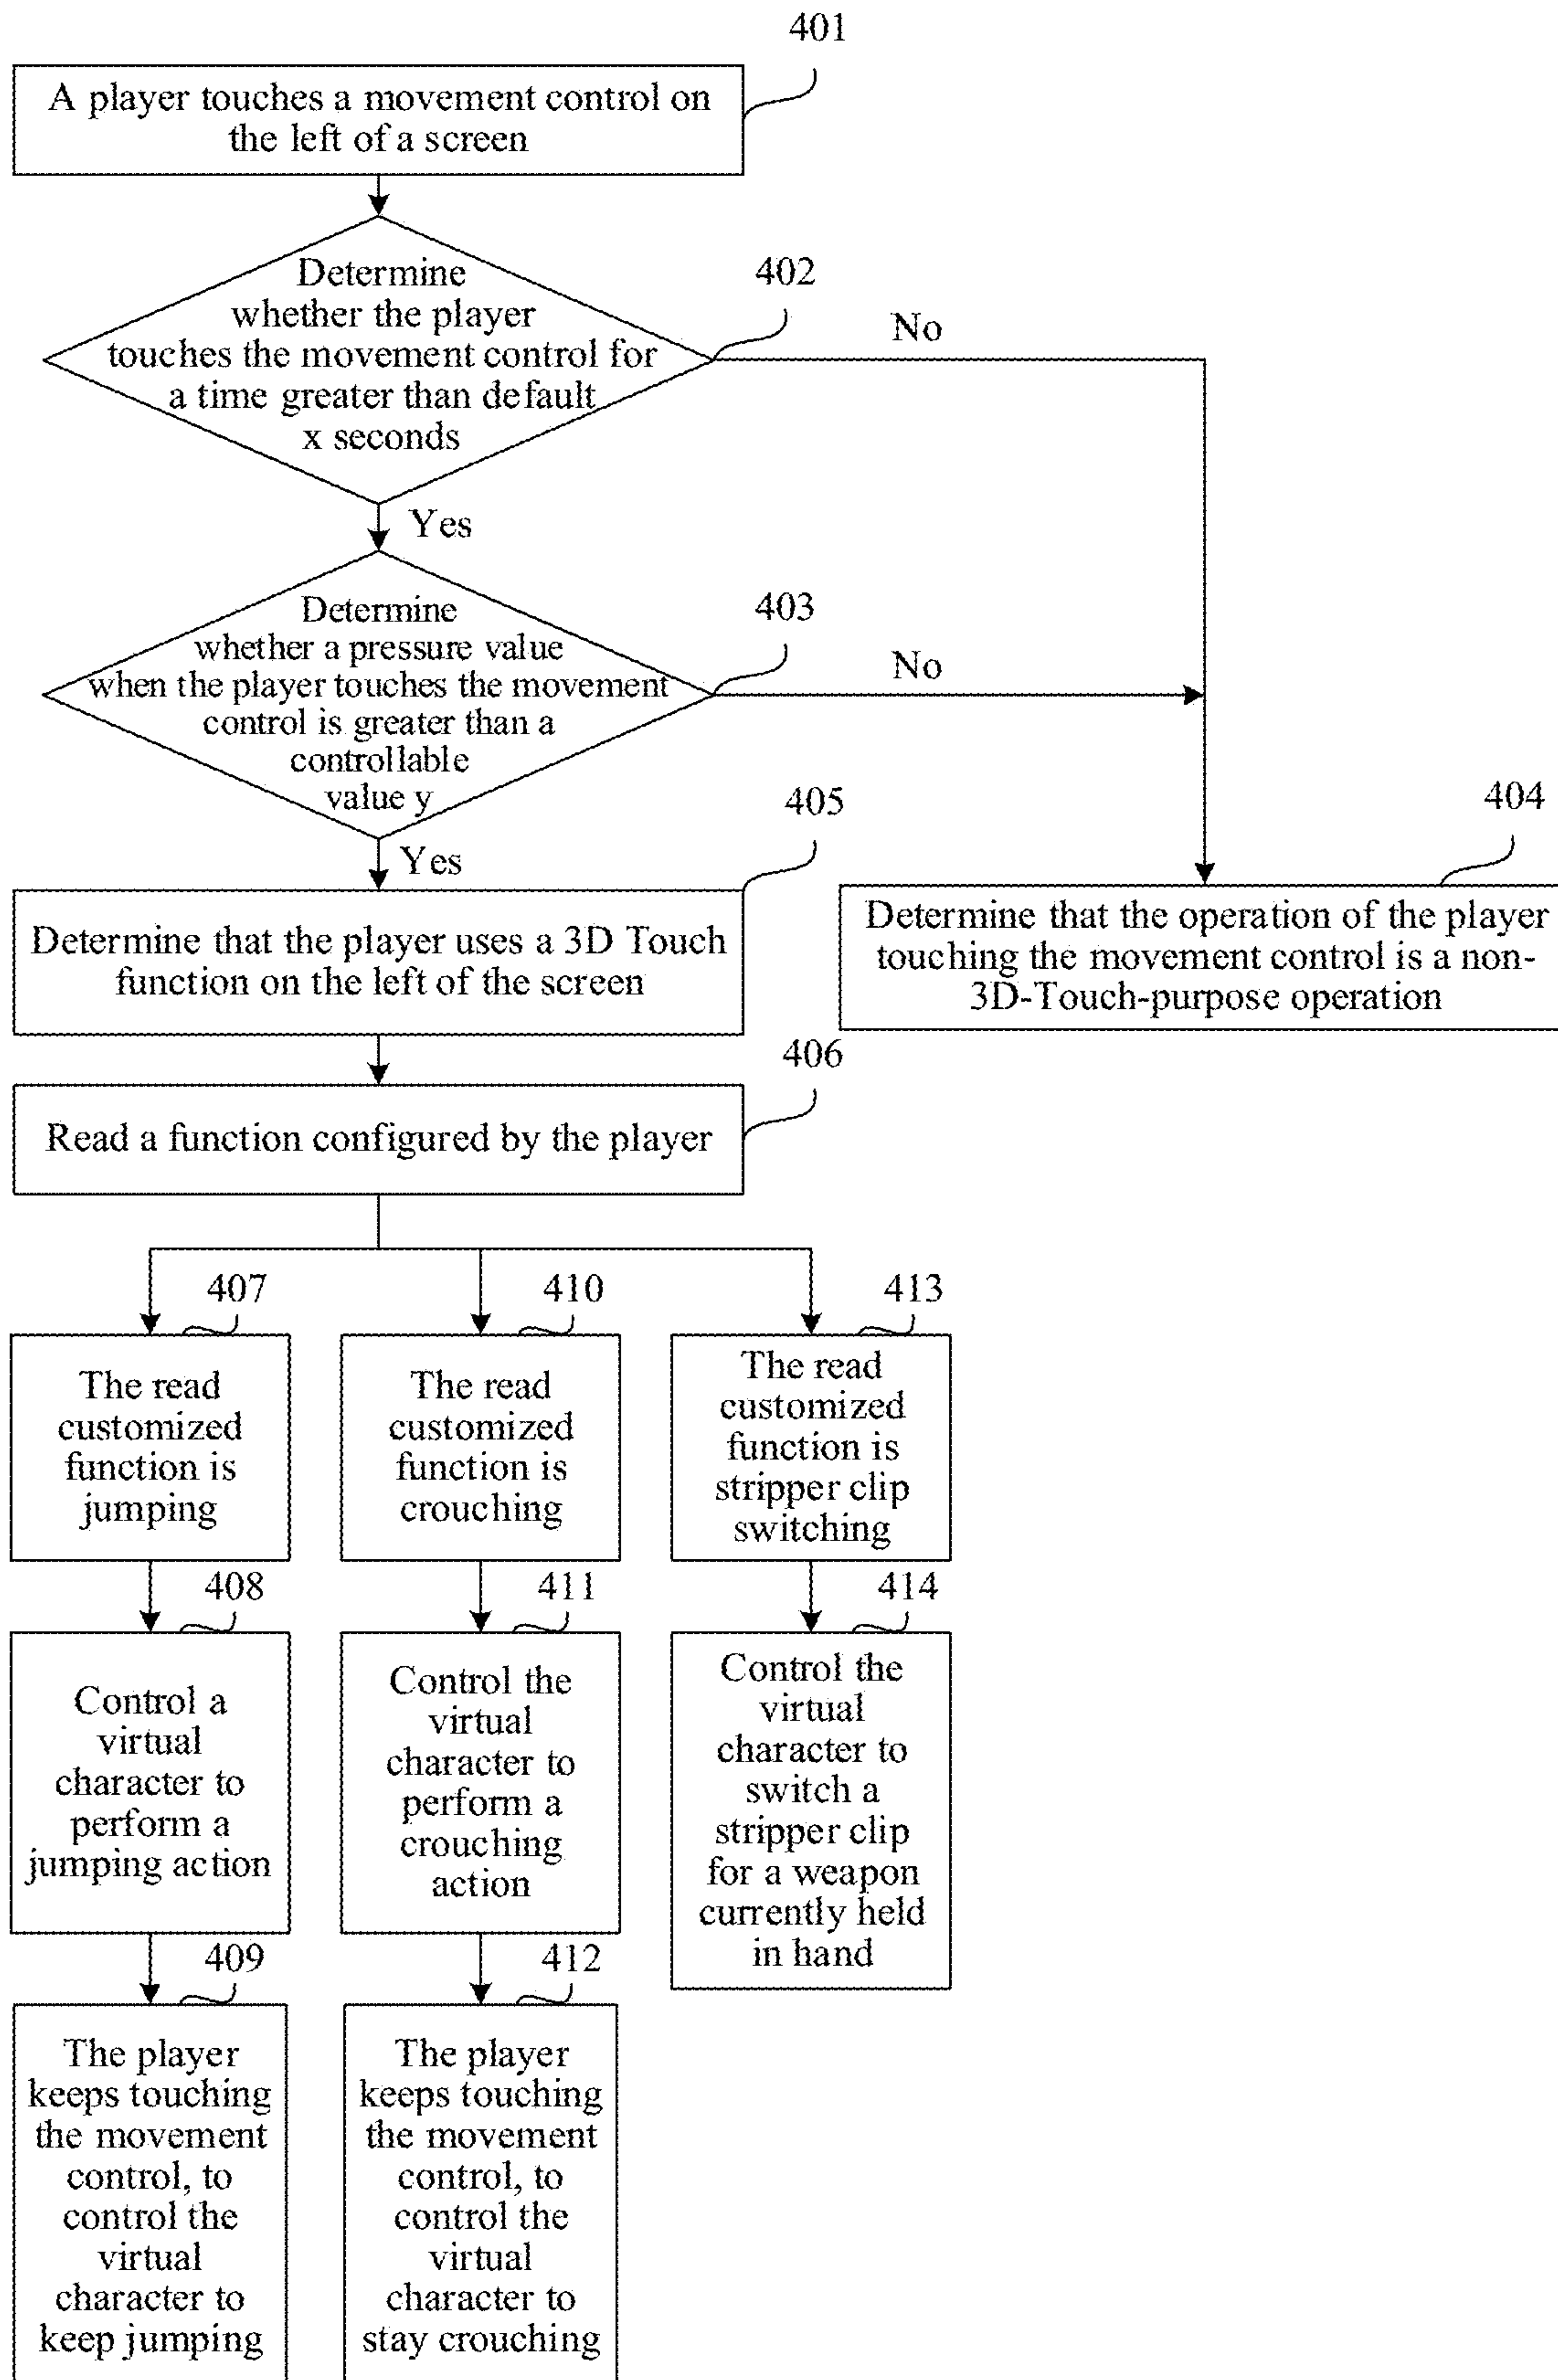 401
A player touches a movement control on
the left of a screen
Determine
whether the player
touches the movement control for
a time greater than default
x seconds
402
No
Yes
Determine
whether a pressure value
when the player touches the movement
control is greater than a
controllable
value y
403
No
Yes
405
Determine that the player uses a 3D Touch
function on the left of the screen
404
Determine that the operation of the player
touching the movement control is a non-
3D-Touch-purpose operation
406
Read a function configured by the player
407
The read
customized
function is
jumping
410
The read
customized
function is
crouching
413
The read
customized
function is
stripper clip
switching
408
Control a
virtual
character to
perform a
jumping action
411
Control the
virtual
character to
perform a
crouching
action
414
Control the
virtual
character to
switch a
stripper clip
for a weapon
currently held
in hand
409
The player
keeps touching
the movement
control, to
control the
virtual
character to
keep jumping
412
The player
keeps touching
the movement
control, to
control the
virtual
character to
stay crouching